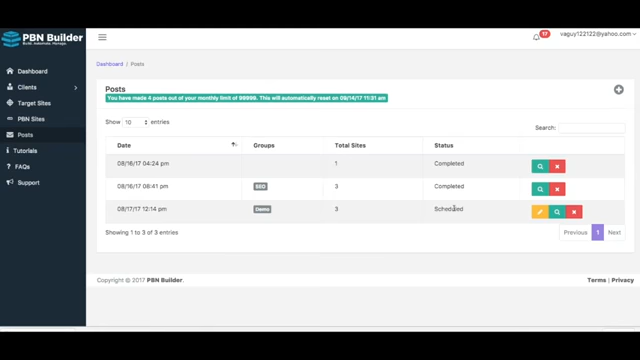 PBN Builder
Build. Automate. Manage.
17
vaguy122122@yahoo.com
Dashboard
Clients
Target Sites
PBN Sites
Posts
Tutorials
FAQs
Support
Dashboard / Posts
Posts
You have made 4 posts out of your monthly limit of 99999. This will automatically reset on 09/14/17 11:31 am
Show 10 entries
Search:
Date Groups Total Sites Status
08/16/17 04:24 pm 1 Completed
08/16/17 08:41 pm SEO 3 Completed
08/17/17 12:14 pm Demo 3 Scheduled
Showing 1 to 3 of 3 entries
Previous 1 Next
Copyright © 2017 PBN Builder.
Terms | Privacy